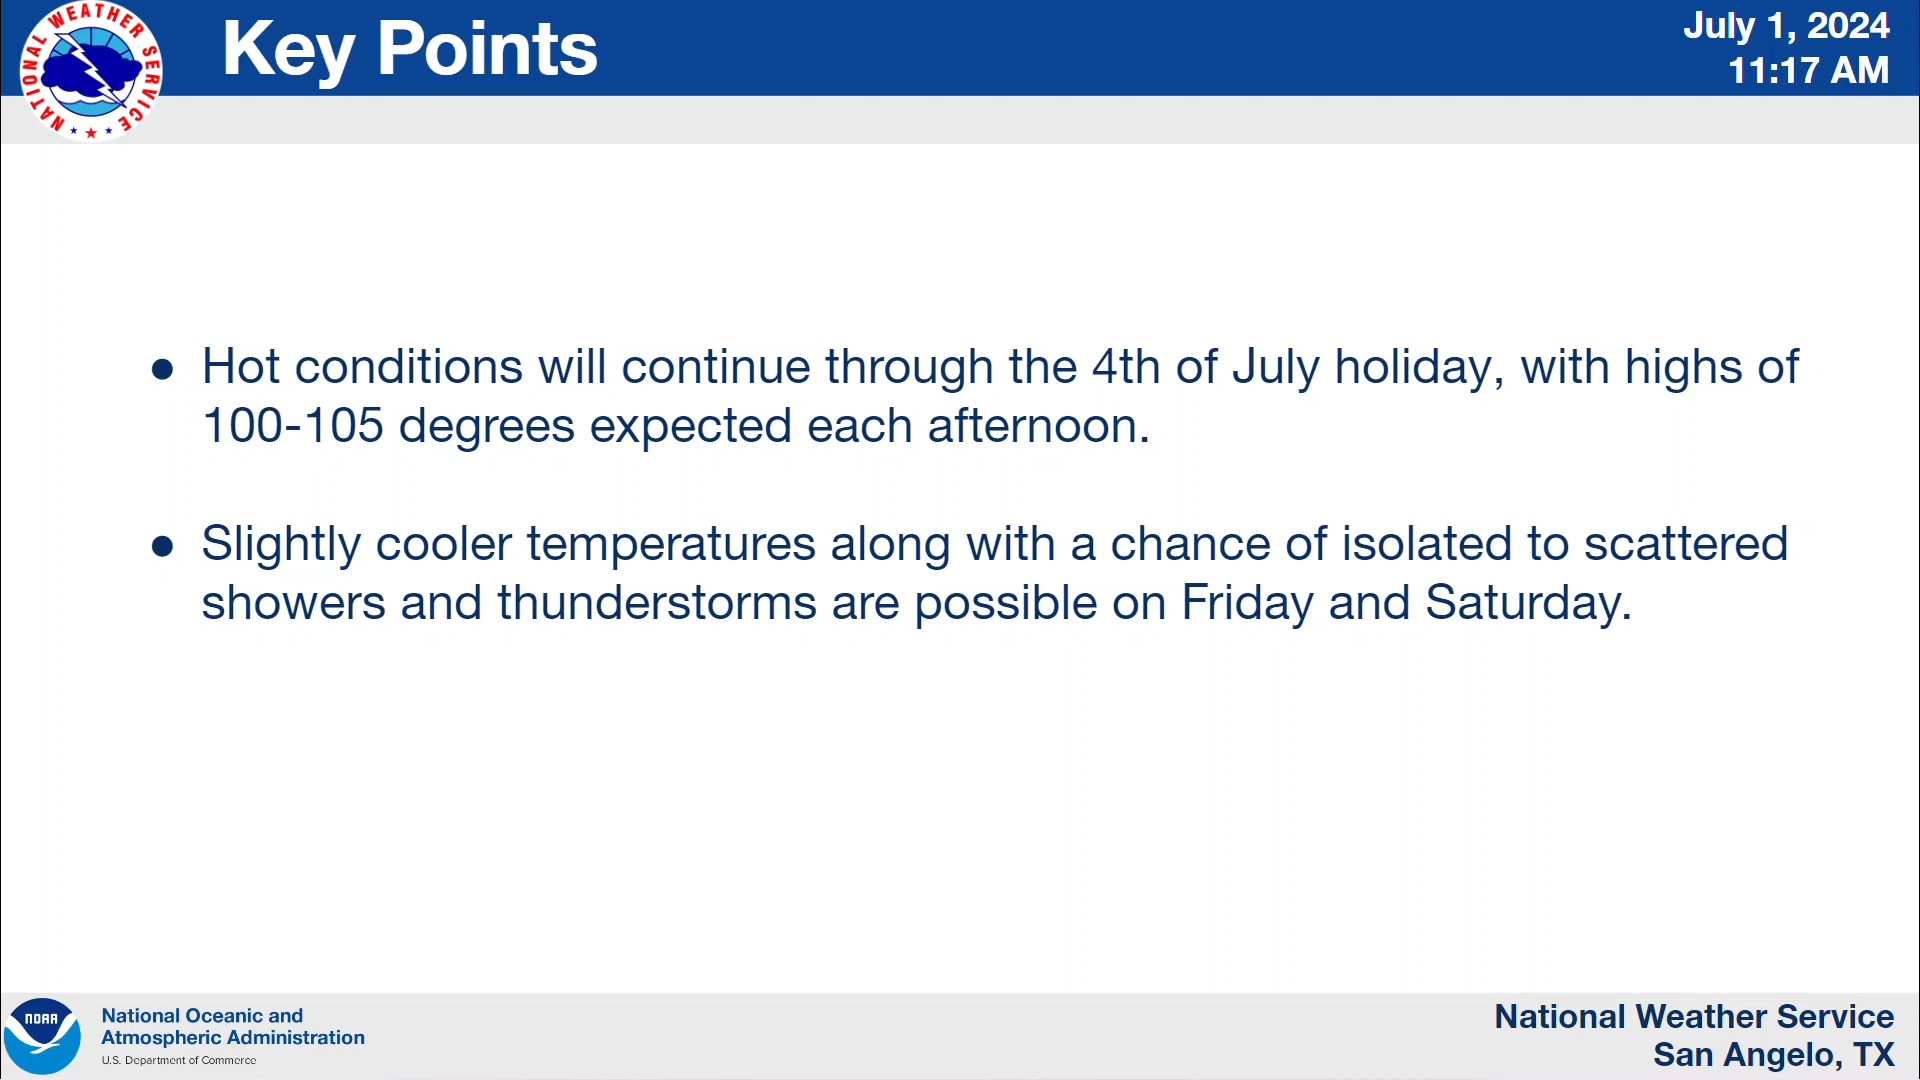 NATIONAL WEATHER SERVICE
Key Points
July 1, 2024
11:17 AM
● Hot conditions will continue through the 4th of July holiday, with highs of
100-105 degrees expected each afternoon.
● Slightly cooler temperatures along with a chance of isolated to scattered
showers and thunderstorms are possible on Friday and Saturday.
NOAA
National Oceanic and
Atmospheric Administration
U.S. Department of Commerce
National Weather Service
San Angelo, TX